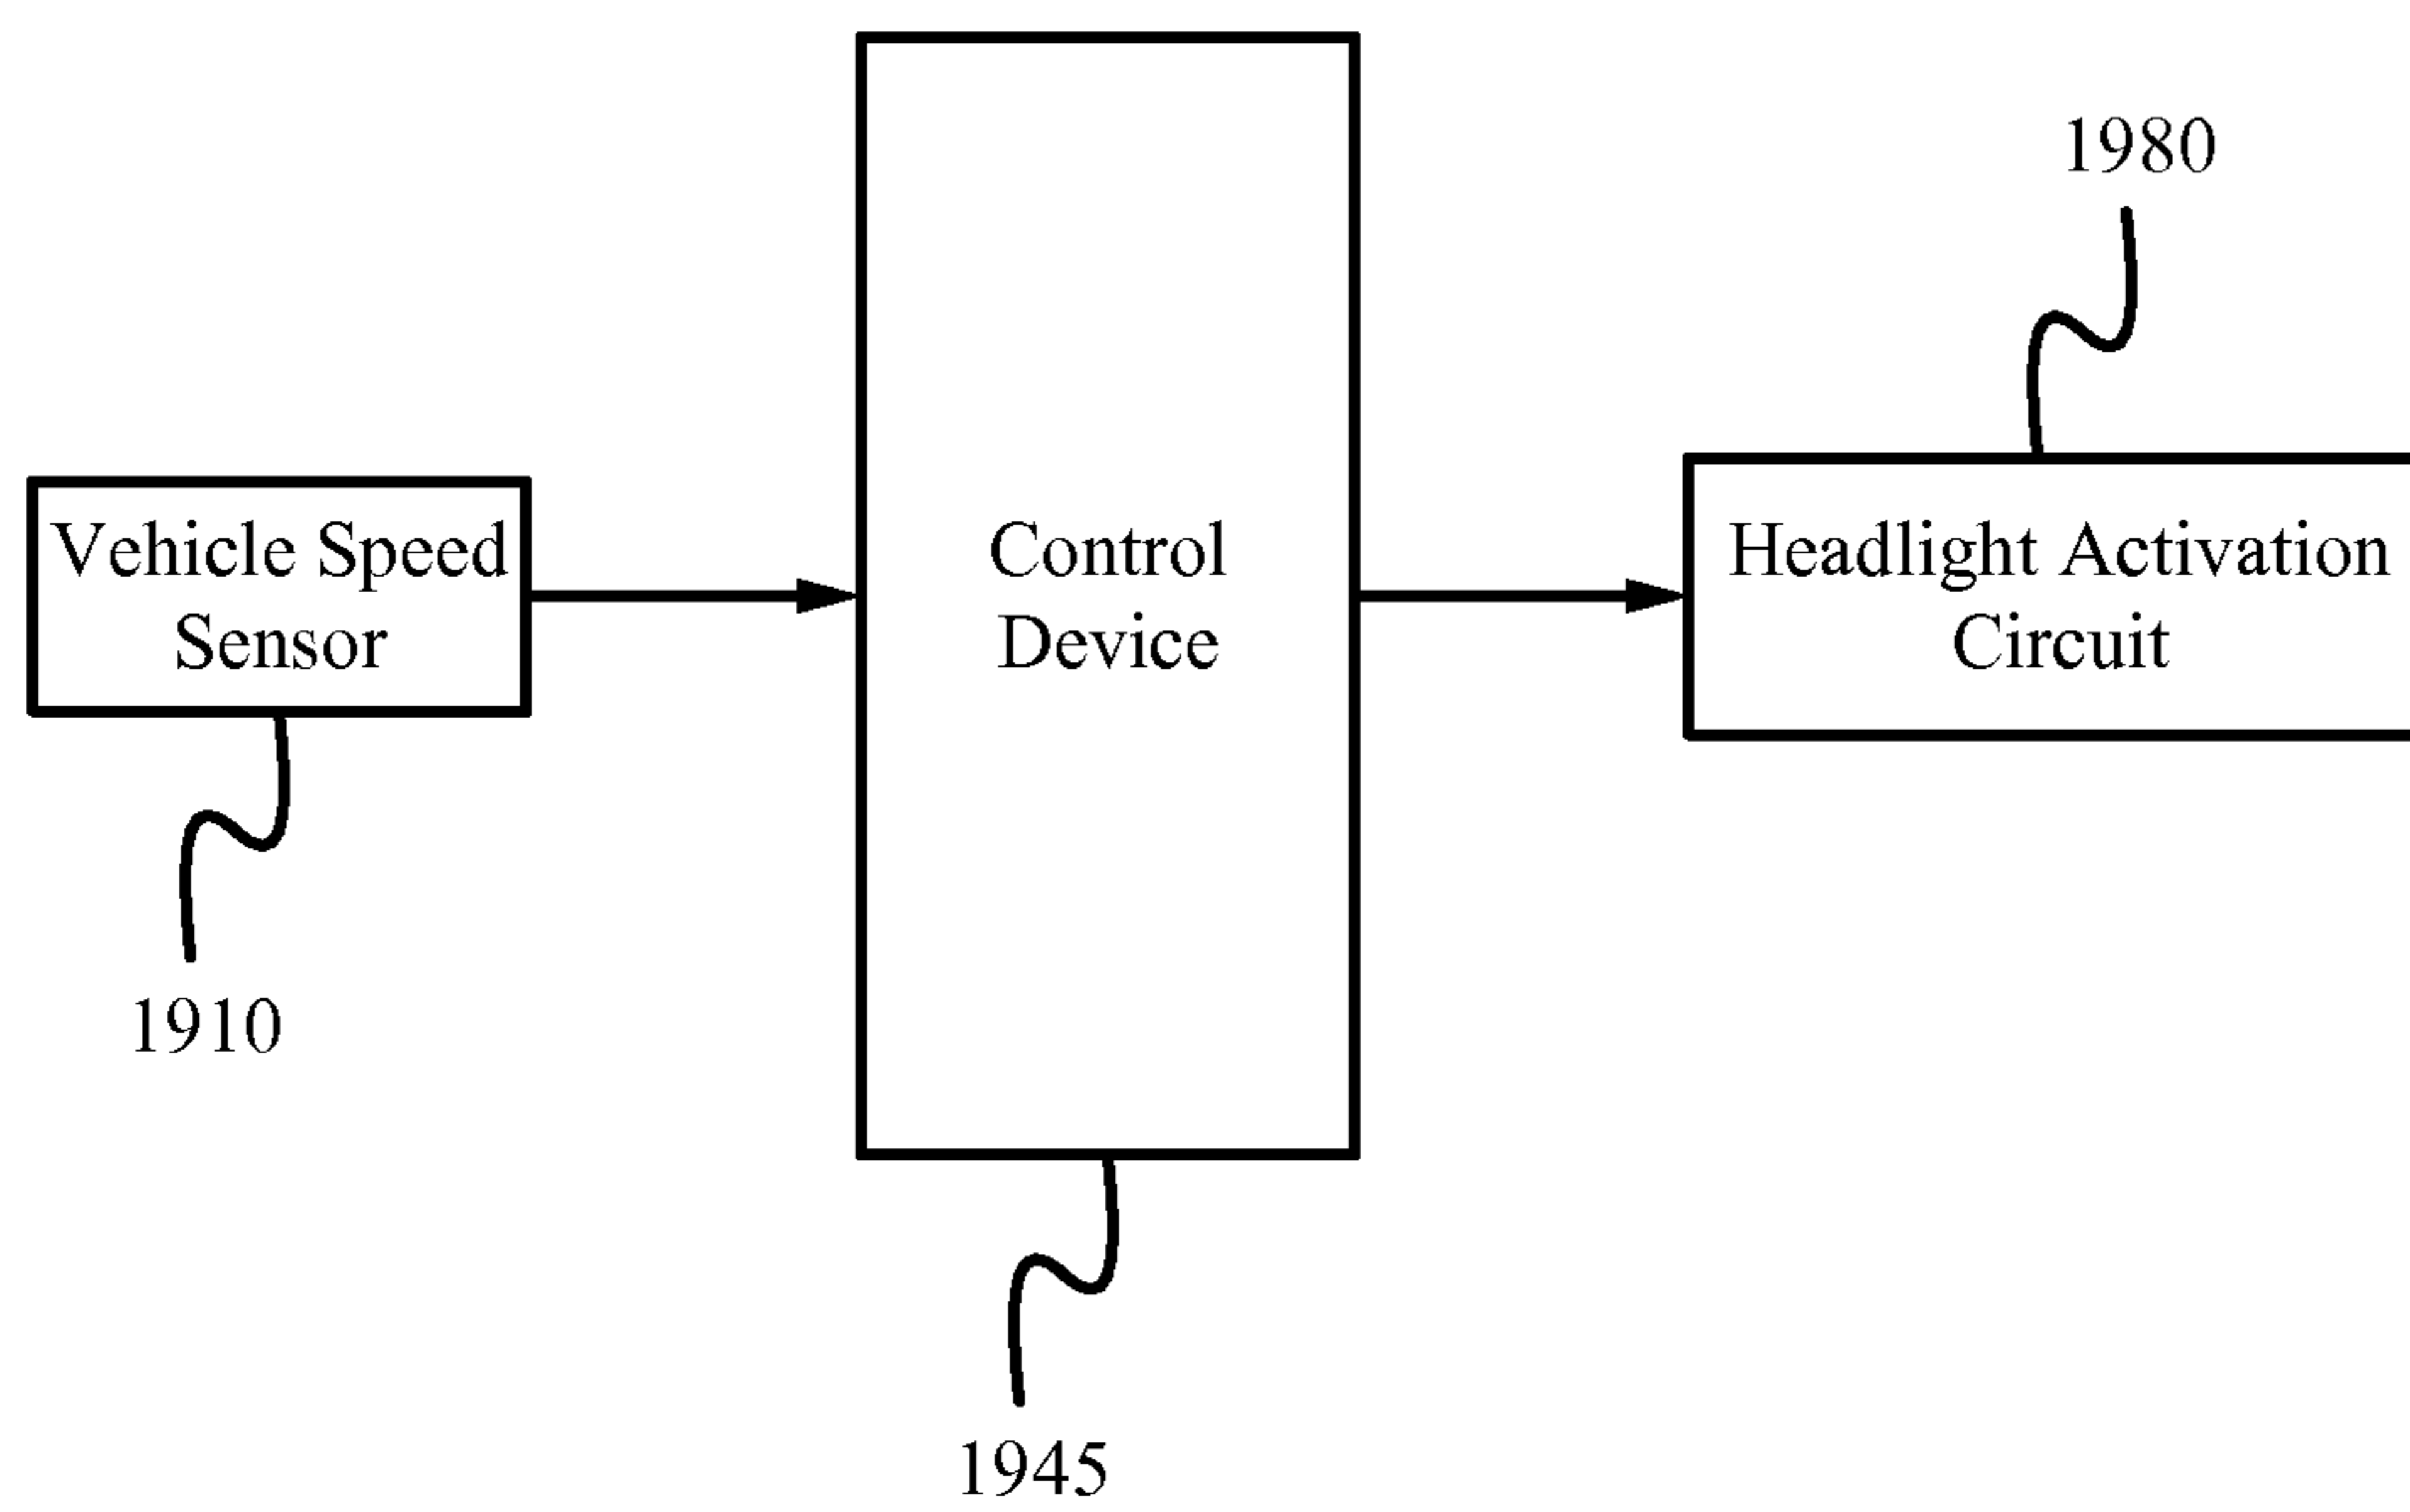 1980
Vehicle Speed
Sensor
Control
Device
Headlight Activation
Circuit
1910
1945